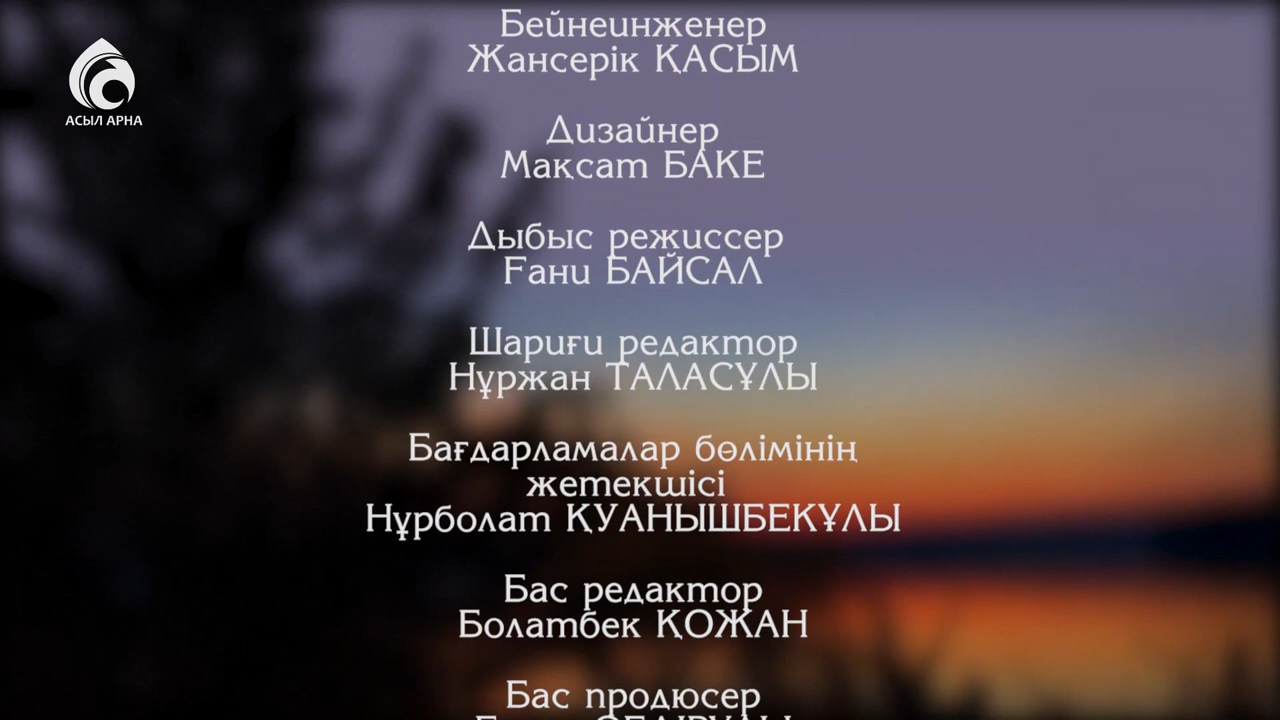 АСЫЛ АРНА
Бейнеинженер
Жансерік ҚАСЫМ
Дизайнер
Мақсат БАКЕ
Дыбыс режиссер
Ғани БАЙСАЛ
Шариғи редактор
Нұржан ТАЛАСҰЛЫ
Бағдарламалар бөлімінің
жетекшісі
Нұрболат ҚУАНЫШБЕКҰЛЫ
Бас редактор
Болатбек ҚОЖАН
Бас продюсер